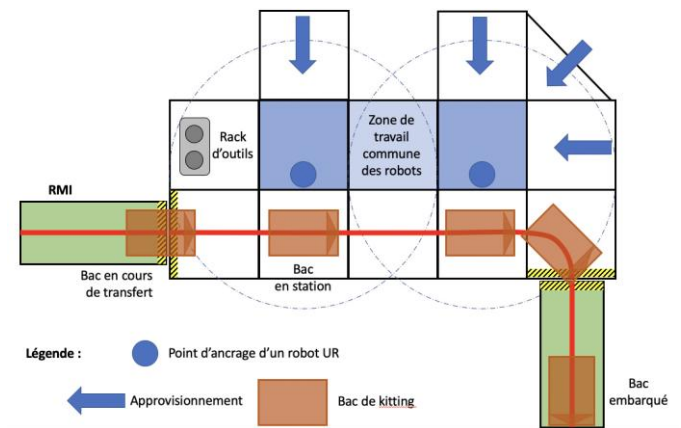 Rack
d'outils
Zone de
travail
commune
des robots
RMI
Bac en cours
de transfert
Bac
en station
Légende :
Point d'ancrage d'un robot UR
Approvisionnement
Bac de kitting
Bac
embarqué